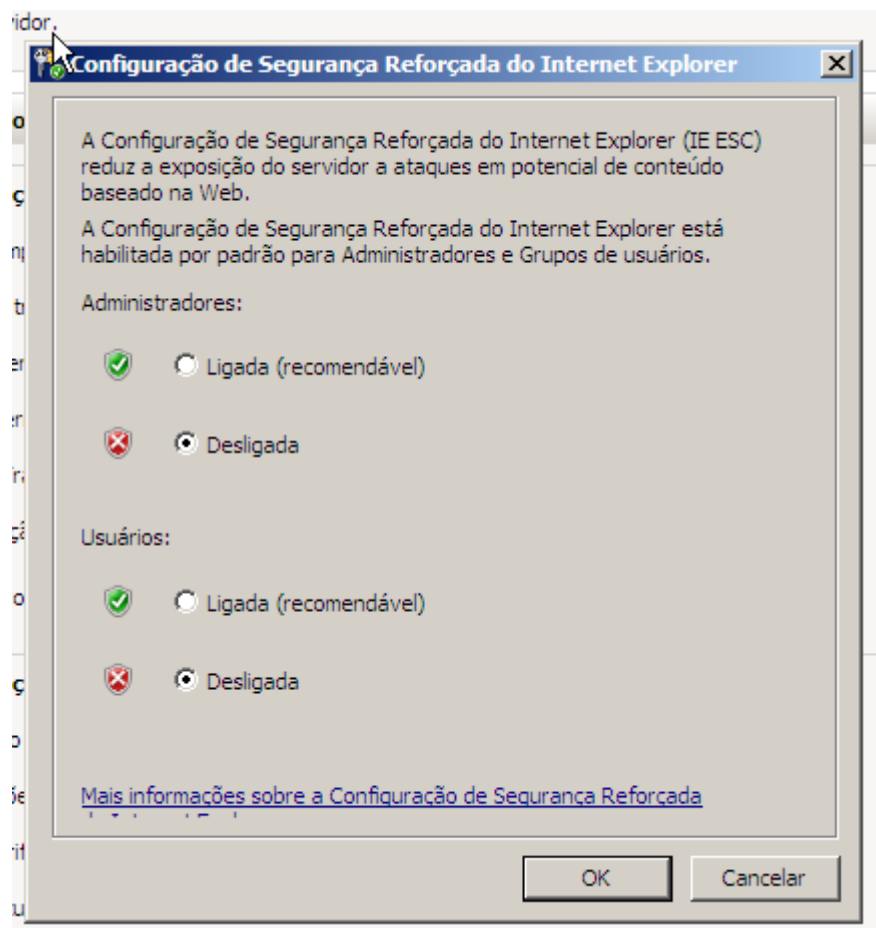 vidor.
Configuração de Segurança Reforçada do Internet Explorer
A Configuração de Segurança Reforçada do Internet Explorer (IE ESC)
reduz a exposição do servidor a ataques em potencial de conteúdo
baseado na Web.
A Configuração de Segurança Reforçada do Internet Explorer está
habilitada por padrão para Administradores e Grupos de usuários.
Administradores:
Ligada (recomendável)
Desligada
Usuários:
Ligada (recomendável)
Desligada
Mais informações sobre a Configuração de Segurança Reforçada
OK
Cancelar